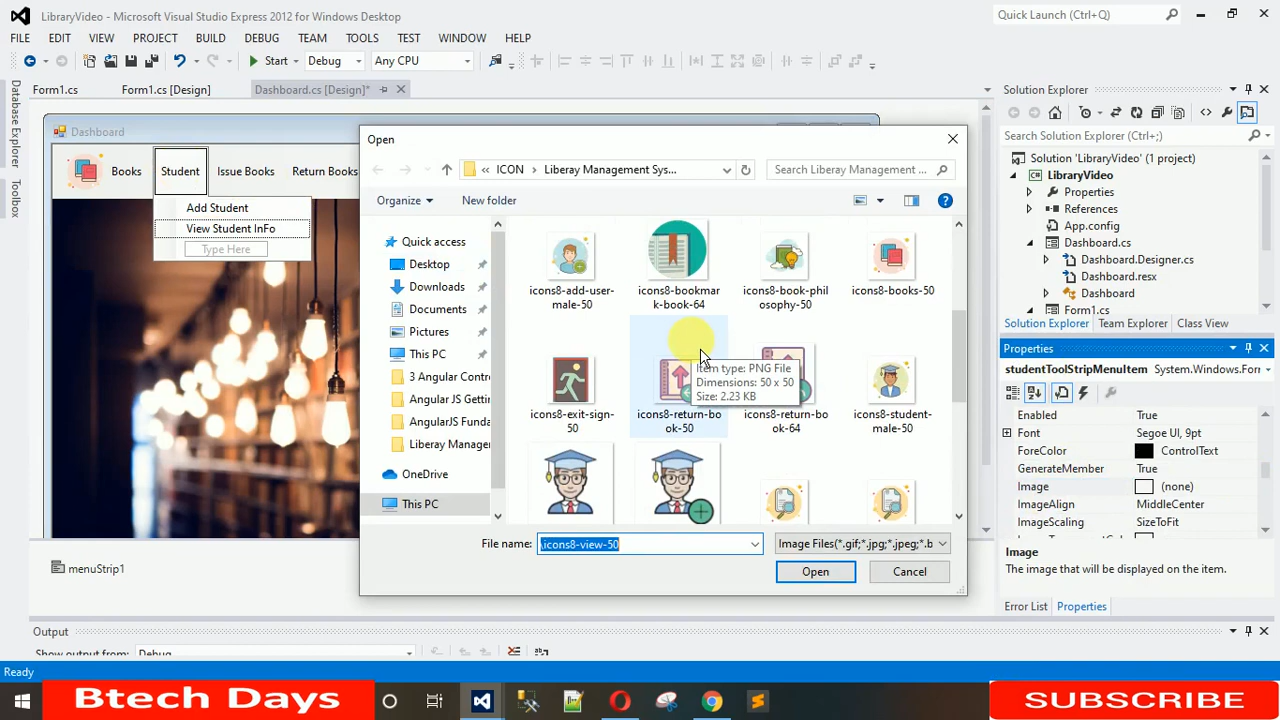 LibraryVideo - Microsoft Visual Studio Express 2012 for Windows Desktop
Quick Launch (Ctrl+Q)
FILE EDIT VIEW PROJECT BUILD DEBUG TEAM TOOLS TEST WINDOW HELP
Start Debug Any CPU
Form1.cs Form1.cs [Design] Dashboard.cs [Design]*
Database Explorer
Toolbox
Dashboard
Books Student Issue Books Return Books
Add Student
View Student InFo
Type Here
menuStrip1
Open
ICON Liberay Management Sys...
Search Liberay Management ...
Organize New folder
Quick access
Desktop
Downloads
Documents
Pictures
This PC
3 Angular Contr
AngularJS Getti
AngularJS Funda
Liberay Manage
OneDrive
This PC
icons8-add-user-male-50
icons8-bookmark-book-64
icons8-book-philosophy-50
icons8-books-50
icons8-exit-sign-50
icons8-return-book-50
icons8-return-book-64
icons8-student-male-50
Item type: PNG File
Dimensions: 50 x 50
Size: 2.23 KB
File name: \icons8-view-50
Image Files(*.gif;*.jpg;*.jpeg;*.b
Open Cancel
Solution Explorer
Search Solution Explorer (Ctrl+;)
Solution 'LibraryVideo' (1 project)
LibraryVideo
Properties
References
App.config
Dashboard.cs
Dashboard.Designer.cs
Dashboard.resx
Dashboard
Form1.cs
Solution Explorer Team Explorer Class View
Properties
studentToolStripMenuItem System.Windows.For
Enabled True
Font Segoe UI, 9pt
ForeColor ControlText
GenerateMember True
Image (none)
ImageAlign MiddleCenter
ImageScaling SizeToFit
Image
The image that will be displayed on the item.
Error List Properties
Output
Show output from: Debug
Ready
Btech Days
SUBSCRIBE